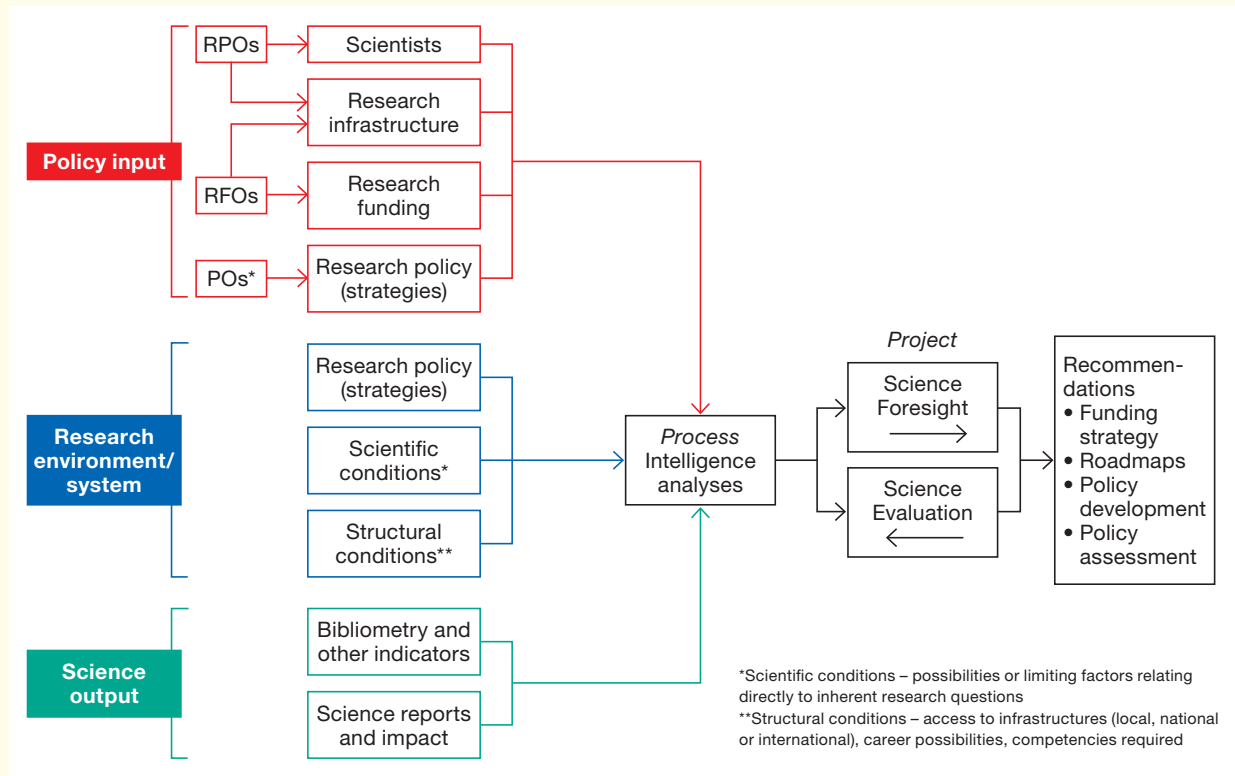 Policy input
RPOs
RFOs
POs*
Scientists
Research
infrastructure
Research
funding
Research policy
(strategies)
Research
environment/
system
Research policy
(strategies)
Scientific
conditions*
Structural
conditions**
Science
output
Bibliometry and
other indicators
Science reports
and impact
Process
Intelligence
analyses
Project
Science
Foresight
Science
Evaluation
Recommen-
dations
• Funding
strategy
• Roadmaps
• Policy
development
• Policy
assessment
*Scientific conditions – possibilities or limiting factors relating
directly to inherent research questions
**Structural conditions – access to infrastructures (local, national
or international), career possibilities, competencies required